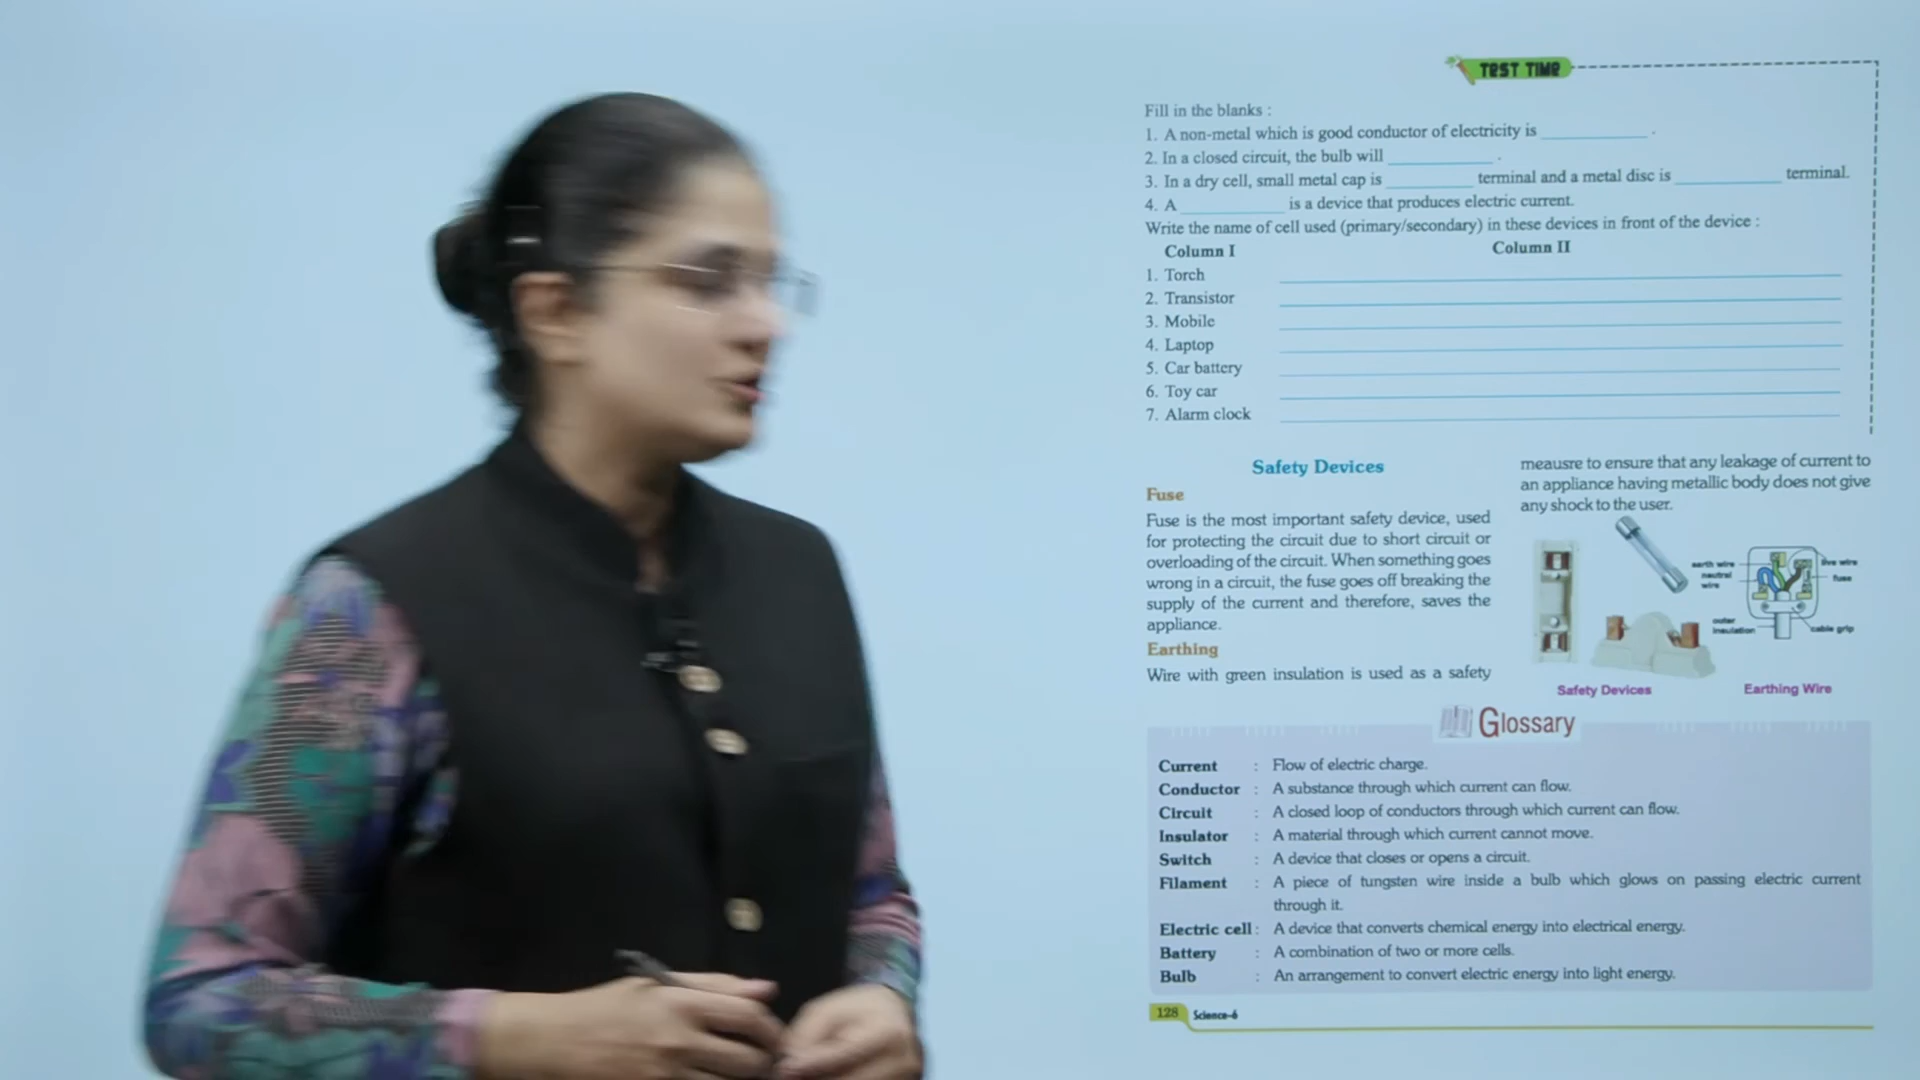 TEST TIME
Fill in the blanks :
1. A non-metal which is good conductor of electricity is ____________ .
2. In a closed circuit, the bulb will ____________ .
3. In a dry cell, small metal cap is __________ terminal and a metal disc is ____________ terminal.
4. A ____________ is a device that produces electric current.
Write the name of cell used (primary/secondary) in these devices in front of the device :
Column I Column II
1. Torch
2. Transistor
3. Mobile
4. Laptop
5. Car battery
6. Toy car
7. Alarm clock
Safety Devices
Fuse
Fuse is the most important safety device, used
for protecting the circuit due to short circuit or
overloading of the circuit. When something goes
wrong in a circuit, the fuse goes off breaking the
supply of the current and therefore, saves the
appliance.
Earthing
Wire with green insulation is used as a safety
meausre to ensure that any leakage of current to
an appliance having metallic body does not give
any shock to the user.
earth wire
neutral
wire
outer
insulation
live wire
fuse
cable grip
Safety Devices
Earthing Wire
Glossary
Current : Flow of electric charge.
Conductor : A substance through which current can flow.
Circuit : A closed loop of conductors through which current can flow.
Insulator : A material through which current cannot move.
Switch : A device that closes or opens a circuit.
Filament : A piece of tungsten wire inside a bulb which glows on passing electric current
through it.
Electric cell : A device that converts chemical energy into electrical energy.
Battery : A combination of two or more cells.
Bulb : An arrangement to convert electric energy into light energy.
128 Science-6